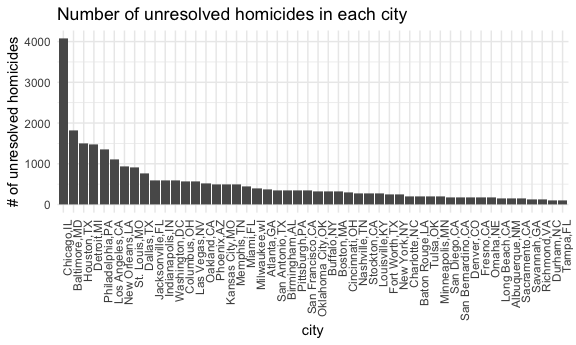 Number of unresolved homicides in each city
# of unresolved homicides
4000
3000
2000
1000
0
Chicago,IL
Baltimore,MD
Houston,TX
Detroit,MI
Philadelphia,PA
Los Angeles,CA
New Orleans,LA
St. Louis,MO
Dallas,TX
Jacksonville,FL
Indianapolis,IN
Washington,DC
Columbus,OH
Las Vegas,NV
Oakland,CA
Phoenix,AZ
Kansas City,MO
Memphis,TN
Miami,FL
Milwaukee,wI
Atlanta,GA
San Antonio,TX
Birmingham,AL
Pittsburgh,PA
San Francisco,CA
Oklahoma City,OK
Buffalo,NY
Boston,MA
Cincinnati,OH
Nashville,TN
Stockton,CA
Louisville,KY
Fort Worth,TX
New York,NY
Charlotte,NC
Baton Rouge,LA
Tulsa,OK
Minneapolis,MN
San Diego,CA
San Bernardino,CA
Denver,CO
Fresno,CA
Omaha,NE
Long Beach,CA
Albuquerque,NM
Sacramento,CA
Savannah,GA
Richmond,VA
Durham,NC
Tampa,FL
city